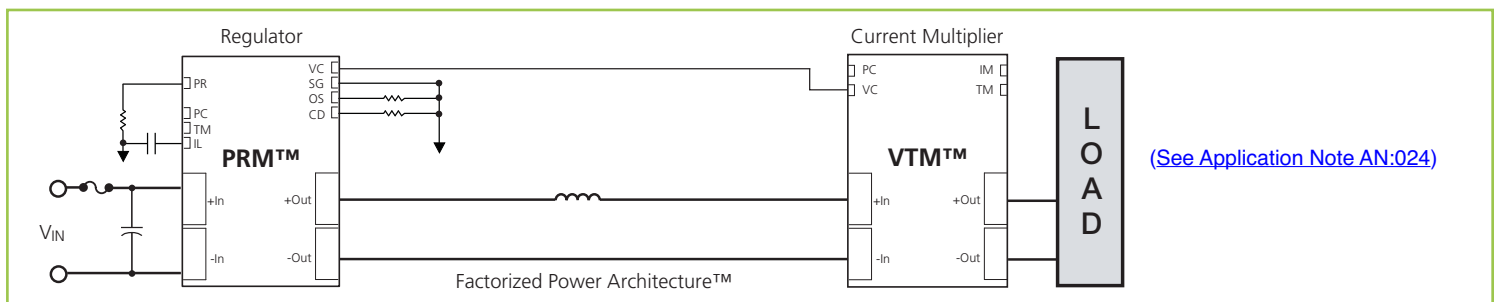 Regulator
Current Multiplier
VC
SG
OS
CD
PR
PC
TM
IL
PRM™
+In
-In
+Out
-Out
VIN
Factorized Power Architecture™
PC
VC
IM
TM
VTM™
+In
-In
+Out
-Out
L
O
A
D
(See Application Note AN:024)